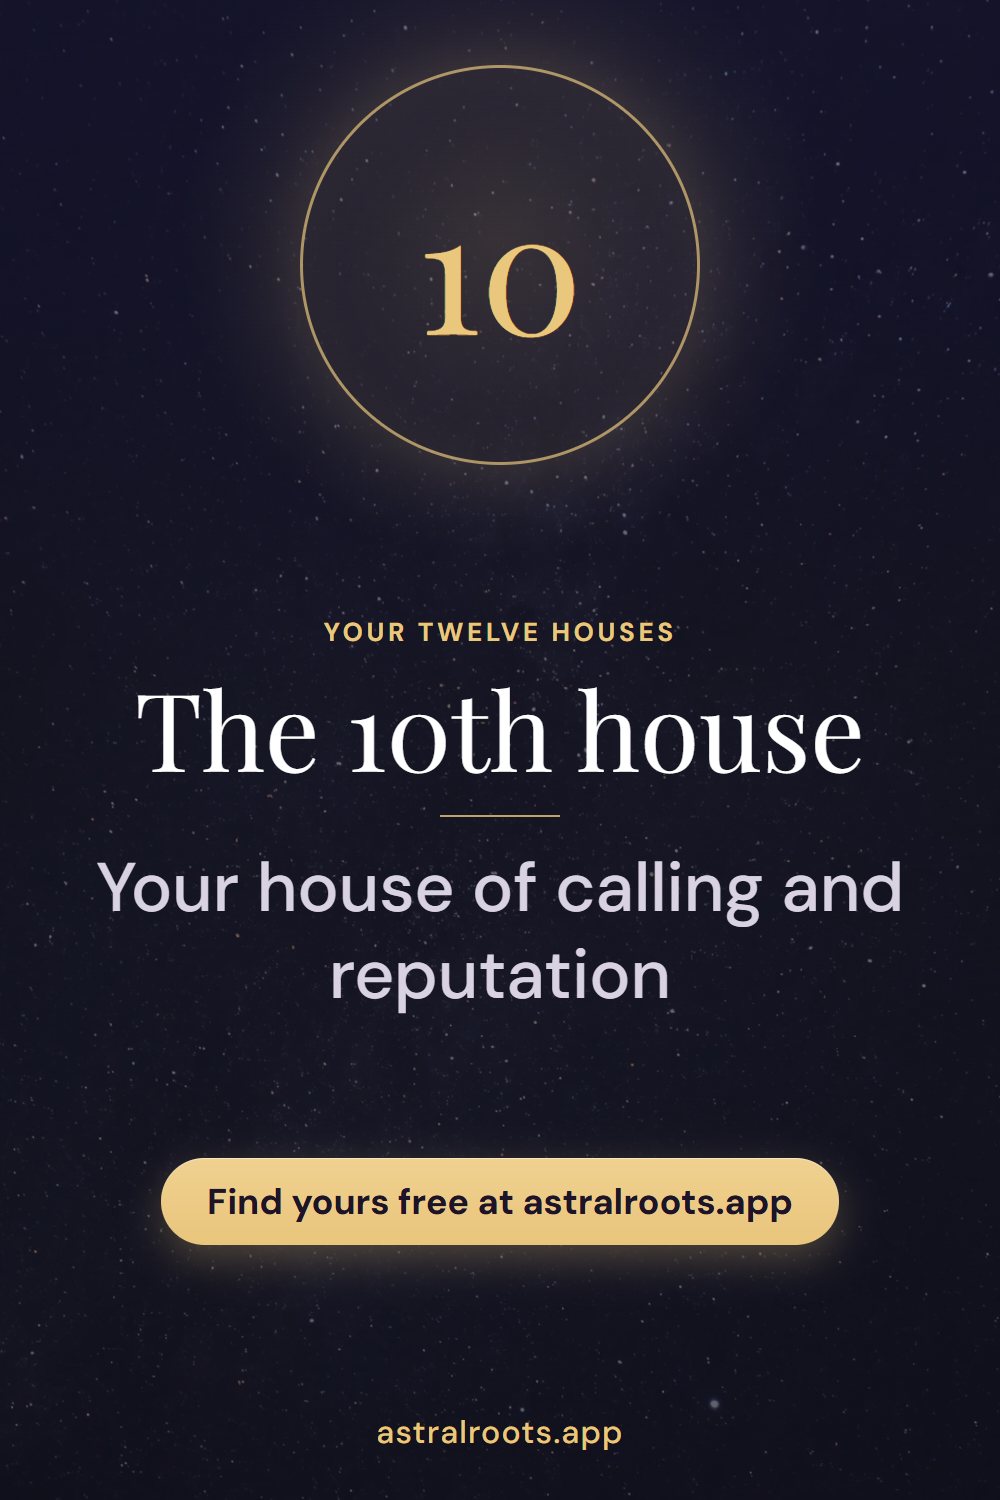 10
YOUR TWELVE HOUSES
The 10th house
Your house of calling and
reputation
Find yours free at astralroots.app
astralroots.app